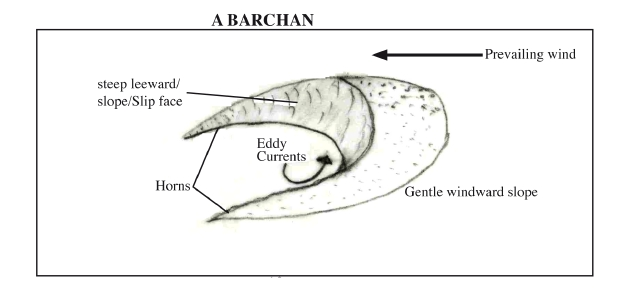 A BARCHAN
Prevailing wind
steep leeward/
slope/Slip face
Eddy
Currents
Horns
Gentle windward slope